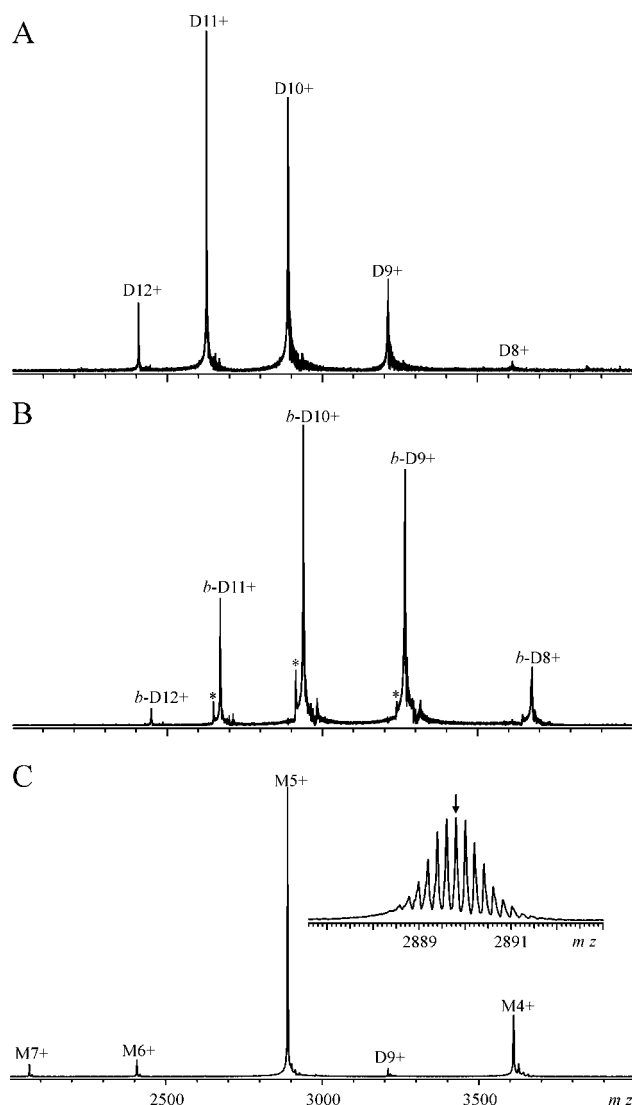 A
D11+
D10+
D12+
D9+
D8+
B
b-D10+
b-D9+
b-D11+
b-D8+
b-D12+
*
*
*
C
M5+
2889
2891
m z
M7+
M6+
D9+
M4+
2500
3000
3500
m z